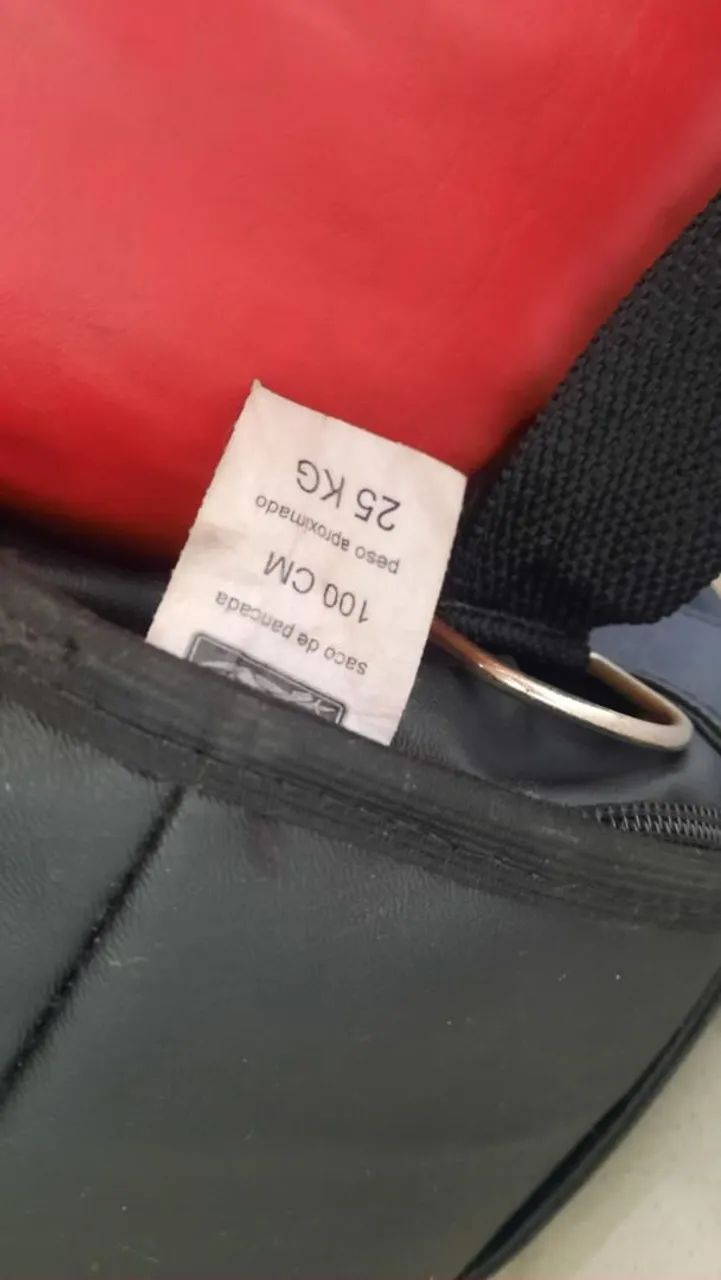 saco de pancada
100 CM
peso aproximado
25 KG